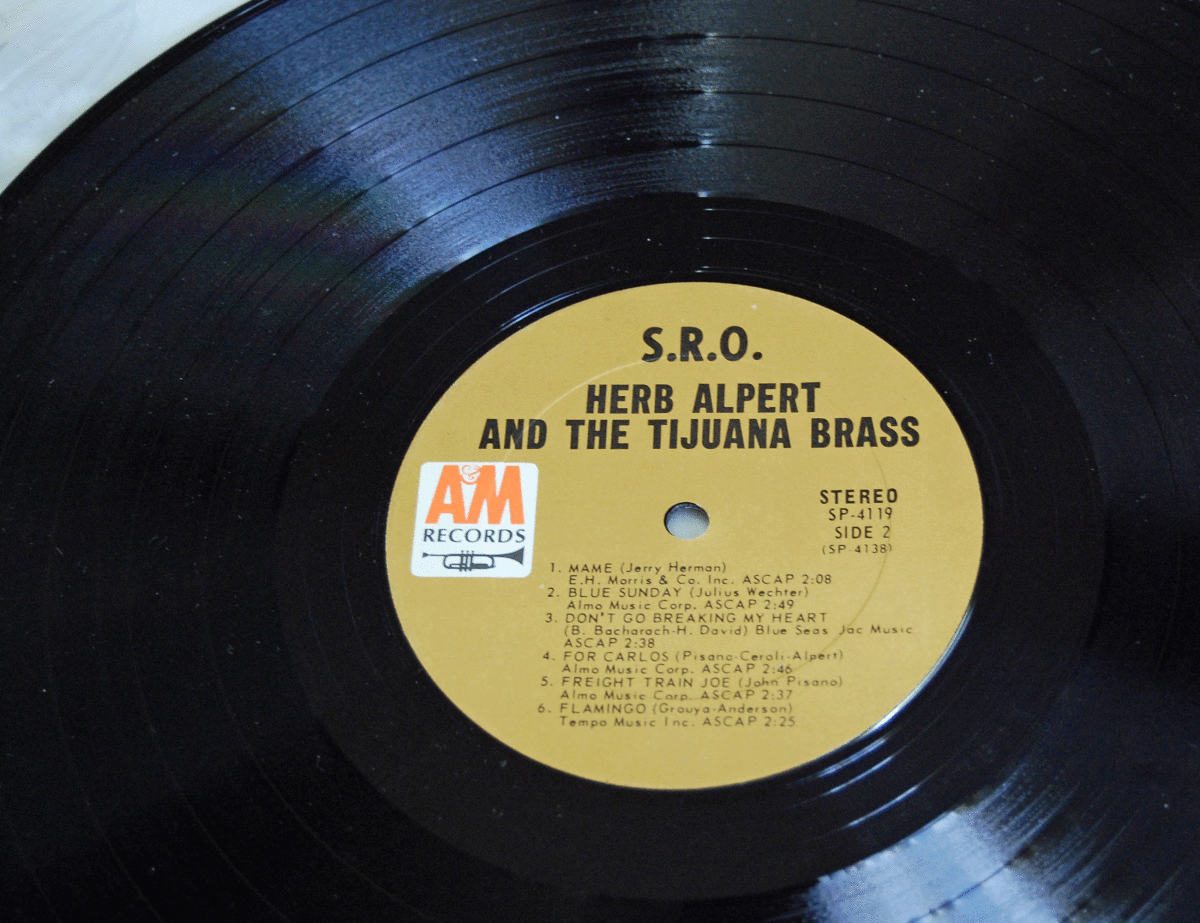 S.R.O.
HERB ALPERT
AND THE TIJUANA BRASS
A&M
RECORDS
STEREO
SP-4119
SIDE 2
(SP-4138)
1. MAME (Jerry Herman)
E.H. Morris & Co. Inc. ASCAP 2:08
2. BLUE SUNDAY (Julius Wechter)
Almo Music Corp. ASCAP 2:49
3. DON'T GO BREAKING MY HEART
(B. Bacharach-H. David) Blue Seas Jac Music
ASCAP 2:38
4. FOR CARLOS (Pisano-Ceroli-Alpert)
Almo Music Corp. ASCAP 2:46
5. FREIGHT TRAIN JOE (John Pisano)
Almo Music Corp. ASCAP 2:37
6. FLAMINGO (Grouya-Anderson)
Tempo Music Inc. ASCAP 2:25